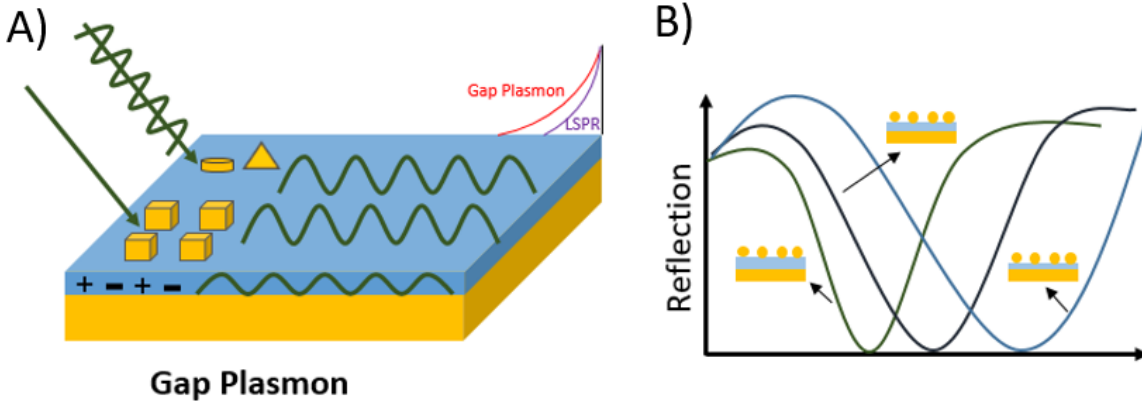 A)
Gap Plasmon
LSPR
+ - + -
Gap Plasmon
B)
Reflection